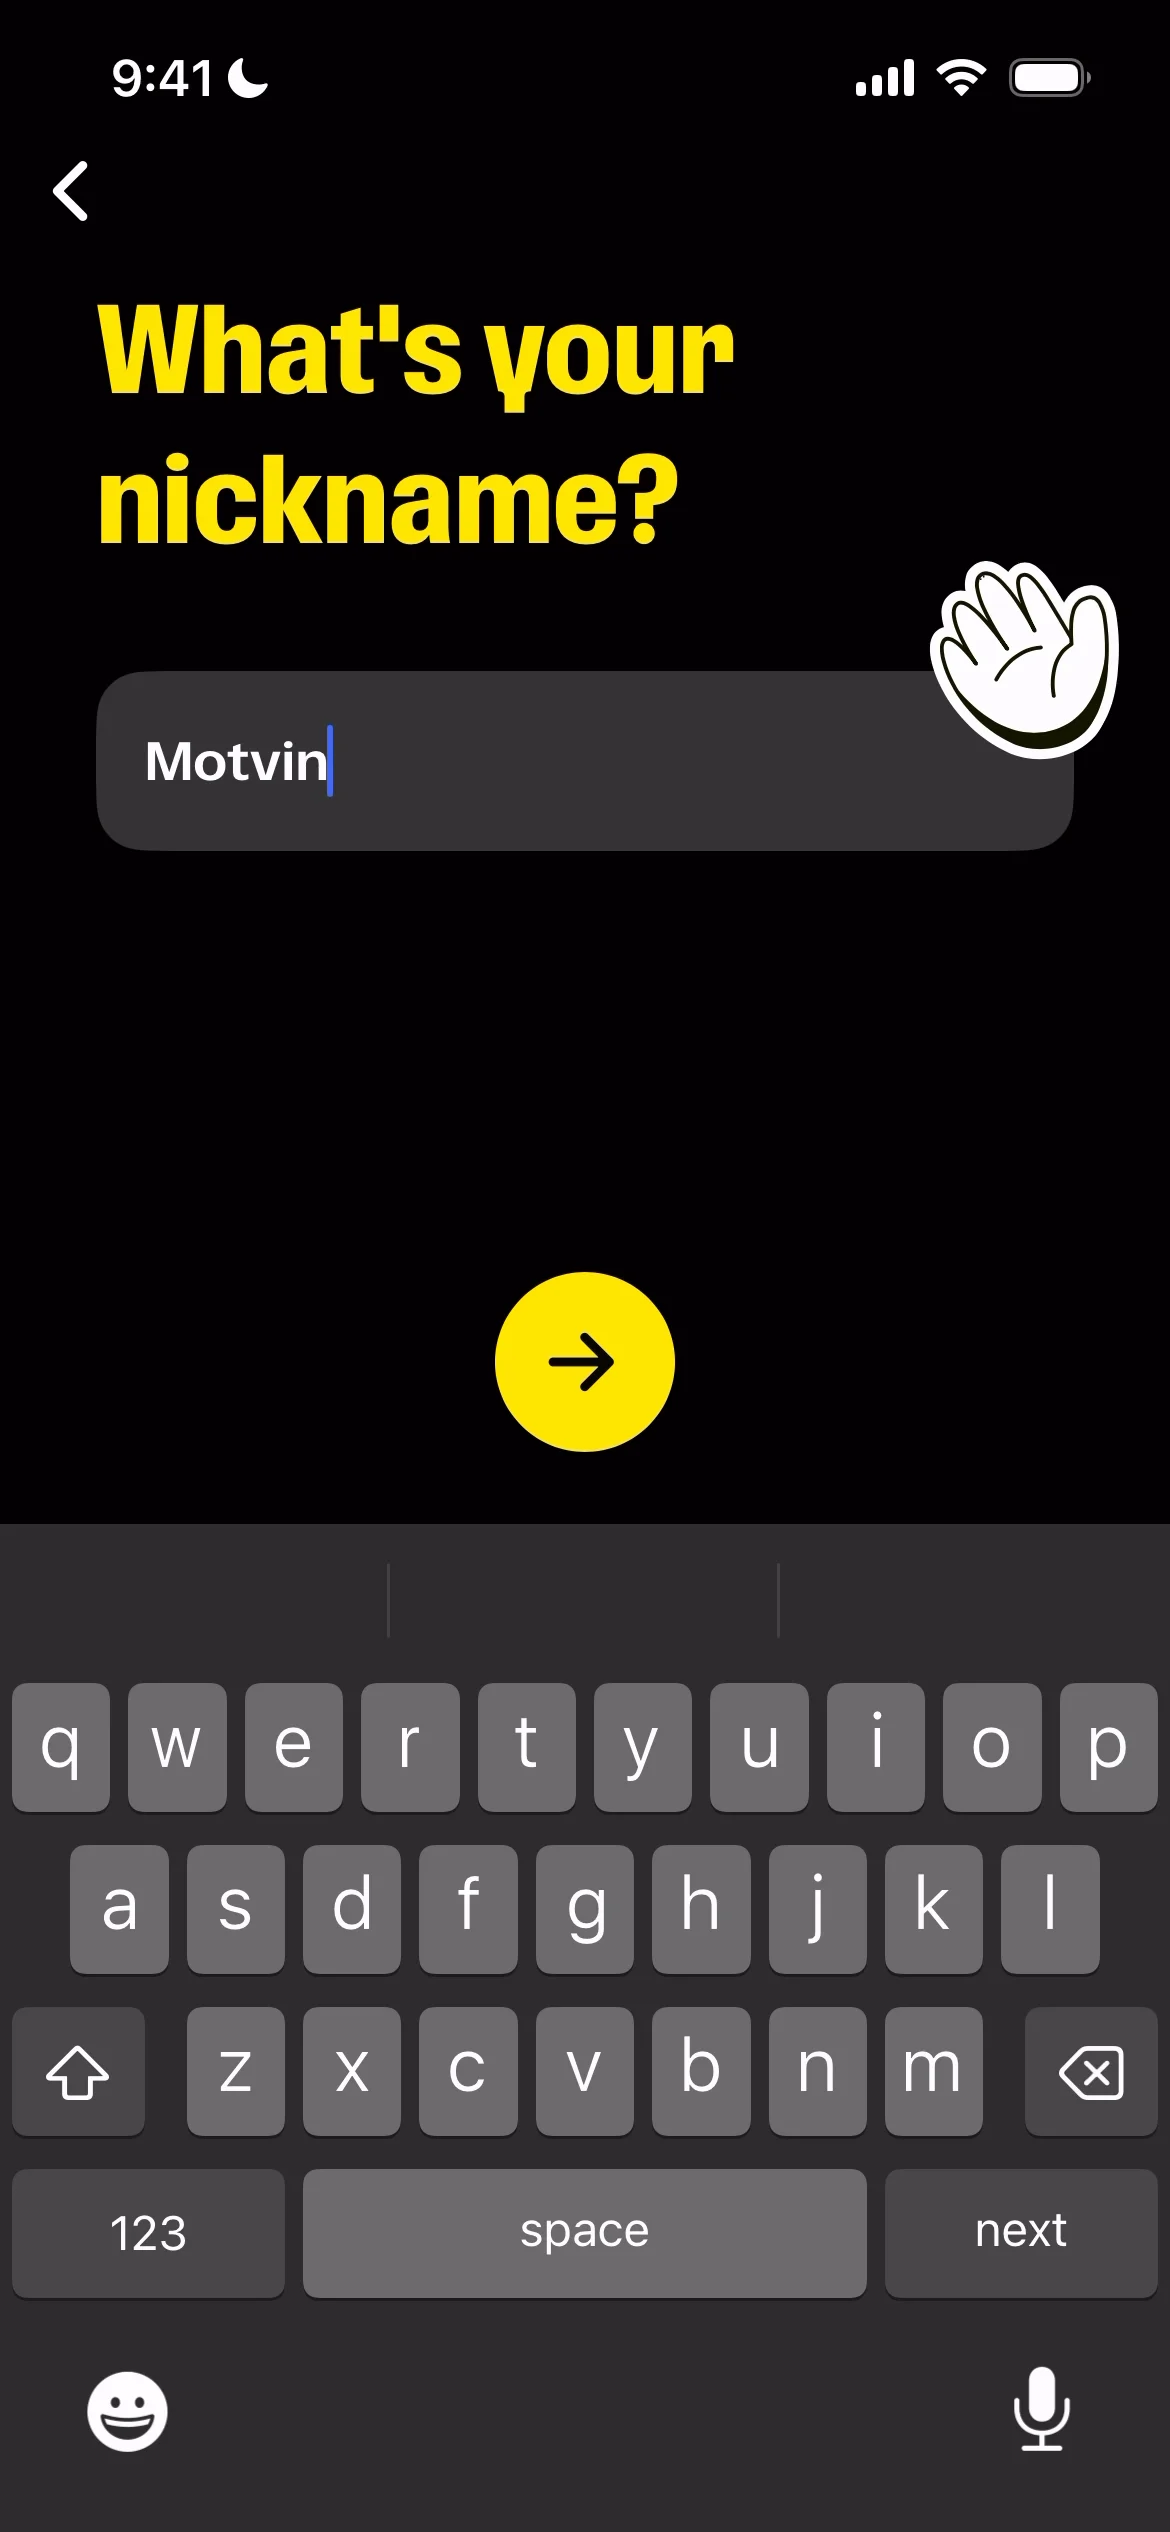 9:41
What's your
nickname?
Motvin
q w e r t y u i o p
a s d f g h j k l
z x c v b n m
123 space next